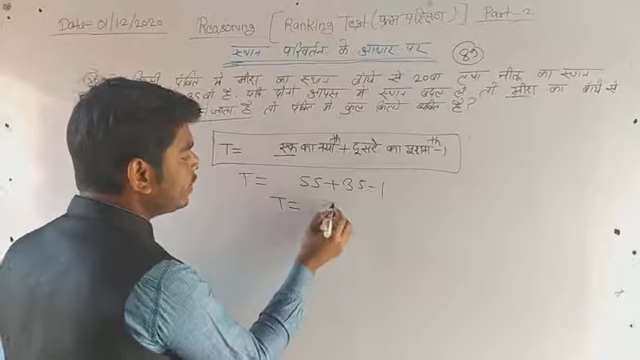 Date:- 01/12/2020 Reasoning [Ranking Test (क्रम परीक्षण)] Part-2
स्थान परिवर्तन के आधार पर (85)
किसी पंक्ति में मीरा का स्थान बांये से 20वां तथा का स्थान
35वां है, यदि दोनों आपस में स्थान बदल लें तो मीरा का बांये से
जाता है तो पंक्ति में कुल कितने व्यक्ति है?
T= एक का नया^th + दूसरे का पुराना^th -1
T= 55+35-1
T=